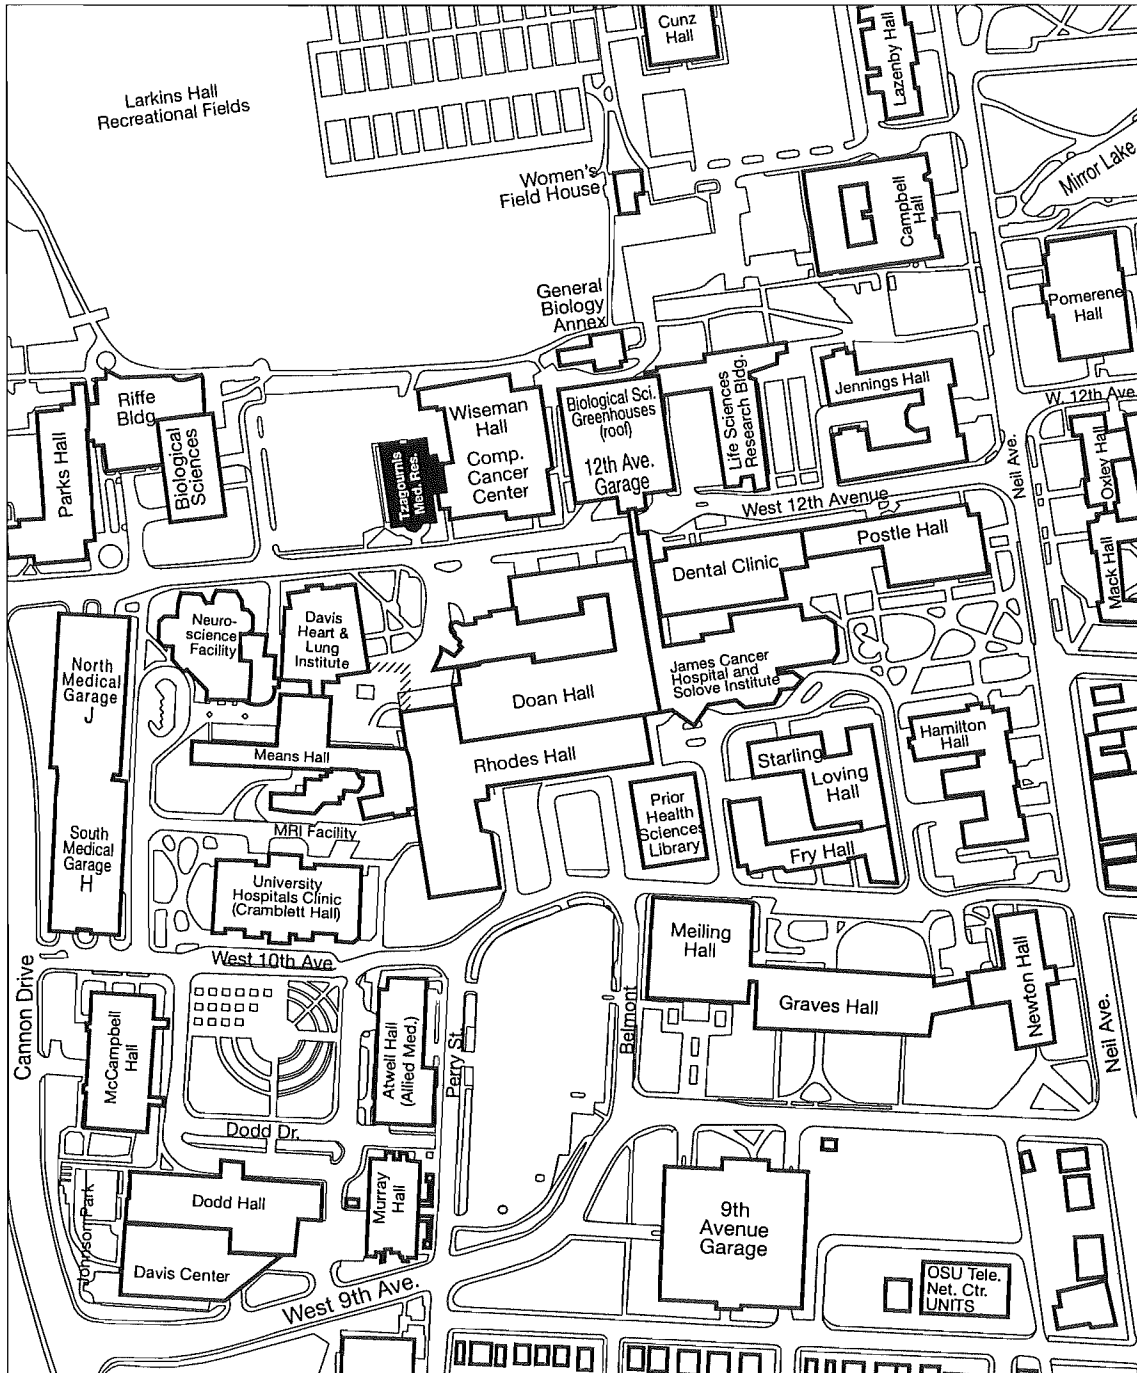 Cunz
Hall
Lazenby Hall
Larkins Hall
Recreational Fields
Mirror Lake
Women's
Field House
Campbell
Hall
General
Biology
Annex
Pomerene
Hall
Riffe
Bldg.
Wiseman
Hall
Comp.
Cancer
Center
Biological Sci.
Greenhouses
(roof)
12th Ave.
Garage
Life Sciences
Research Bldg.
Jennings Hall
W. 12th Ave.
Parks Hall
Biological
Sciences
Tzagournis
Med. Res.
Neil Ave.
Oxley Hall
West 12th Avenue
Postle Hall
Dental Clinic
Mack Hall
Neuro-
science
Facility
Davis
Heart &
Lung
Institute
North
Medical
Garage
J
Doan Hall
James Cancer
Hospital and
Solove Institute
Means Hall
Rhodes Hall
Starling
Loving
Hall
Hamilton
Hall
Prior
Health
Sciences
Library
MRI Facility
South
Medical
Garage
H
Fry Hall
University
Hospitals Clinic
(Cramblett Hall)
Meiling
Hall
West 10th Ave
Cannon Drive
Graves Hall
Newton Hall
McCampbell
Hall
Atwell Hall
(Allied Med.)
Perry St.
Belmont
Neil Ave.
Dodd Dr.
Johnson Park
Dodd Hall
Murray
Hall
9th
Avenue
Garage
Davis Center
West 9th Ave.
OSU Tele.
Net. Ctr.
UNITS